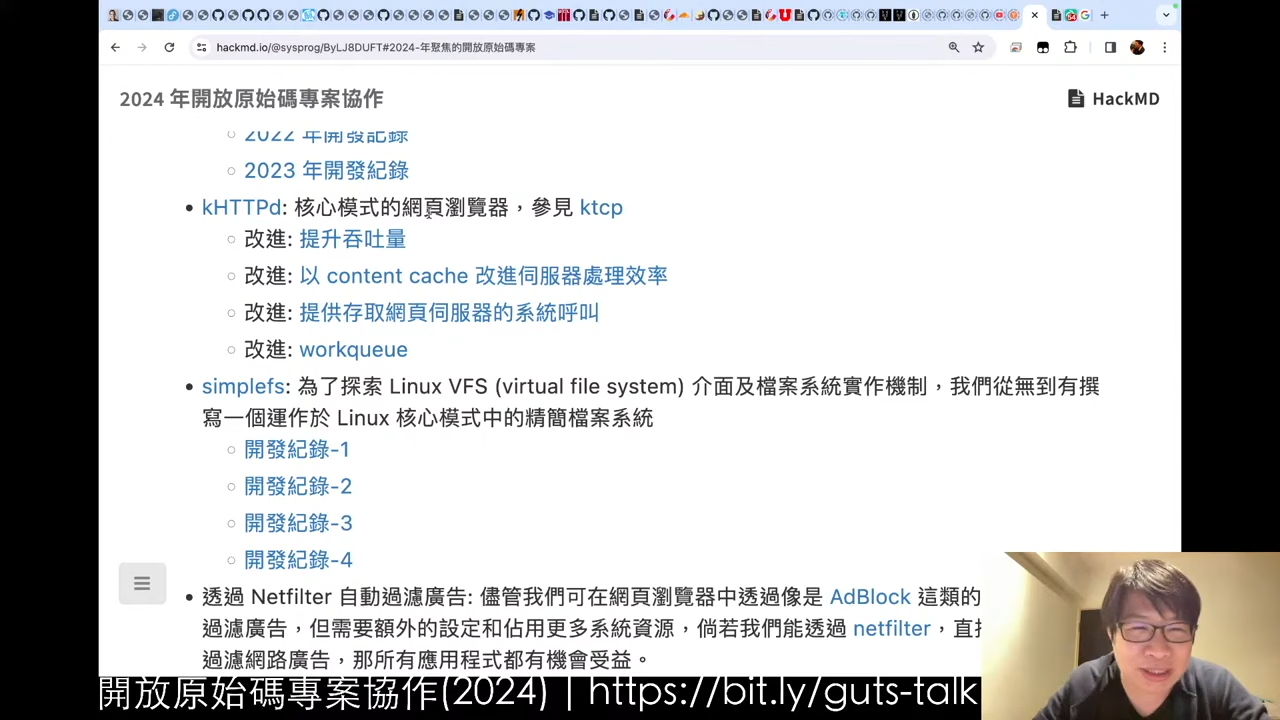 hackmd.io/@sysprog/ByLJ8DUFT#2024-年聚焦的開放原始碼專案
2024 年開放原始碼專案協作
HackMD
2022 年開發記錄
2023 年開發紀錄
kHTTPd: 核心模式的網頁瀏覽器，參見 ktcp
改進: 提升吞吐量
改進: 以 content cache 改進伺服器處理效率
改進: 提供存取網頁伺服器的系統呼叫
改進: workqueue
simplefs: 為了探索 Linux VFS (virtual file system) 介面及檔案系統實作機制，我們從無到有撰
寫一個運作於 Linux 核心模式中的精簡檔案系統
開發紀錄-1
開發紀錄-2
開發紀錄-3
開發紀錄-4
透過 Netfilter 自動過濾廣告: 儘管我們可在網頁瀏覽器中透過像是 AdBlock 這類的
過濾廣告，但需要額外的設定和佔用更多系統資源，倘若我們能透過 netfilter，直
過濾網路廣告，那所有應用程式都有機會受益。
開放原始碼專案協作(2024) | https://bit.ly/guts-talk